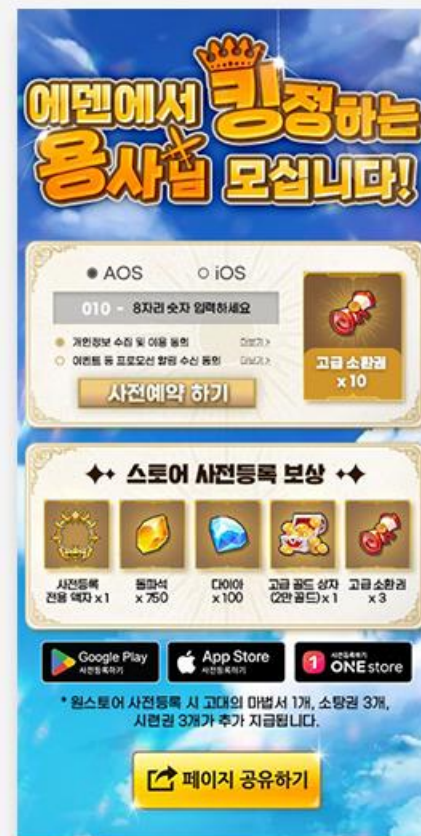 에덴에서 킹정하는
용사님 모십니다!
AOS
iOS
010 - 8자리 숫자 입력하세요
개인정보 수집 및 이용 동의 더보기 >
이벤트 등 프로모션 알림 수신 동의 더보기 >
사전예약 하기
고급 소환권
x 10
스토어 사전등록 보상
사전등록
전용 액자 x 1
돌파석
x 750
다이아
x 100
고급 골드 상자
(2만 골드) x 1
고급 소환권
x 3
Google Play
사전등록하기
App Store
사전등록하기
사전등록하기
ONE store
* 원스토어 사전등록 시 고대의 마법서 1개, 소탕권 3개,
시련권 3개가 추가 지급됩니다.
페이지 공유하기